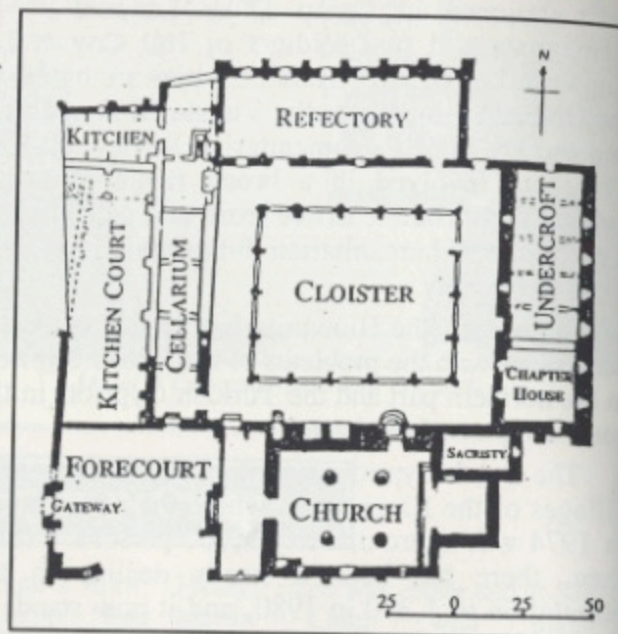 N
REFECTORY
KITCHEN
KITCHEN COURT
CELLARIUM
CLOISTER
UNDERCROFT
CHAPTER
HOUSE
FORECOURT
GATEWAY
CHURCH
SACRISTY
25 0 25 50